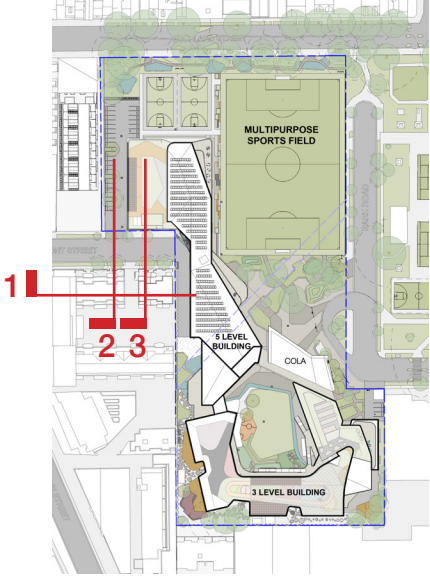 MULTIPURPOSE
SPORTS FIELD
1
2 3
5 LEVEL
BUILDING
COLA
3 LEVEL BUILDING